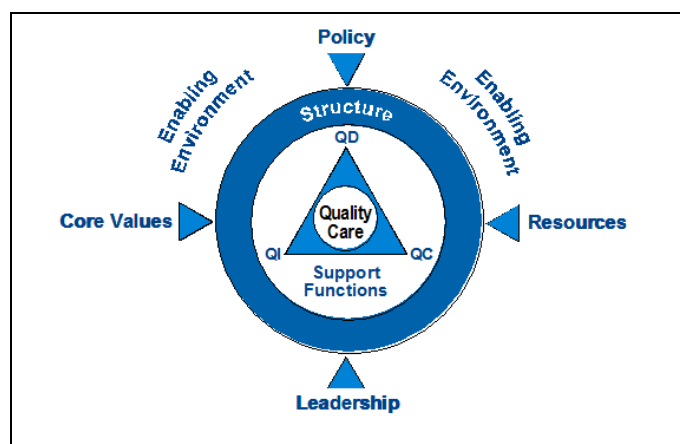 Policy
Enabling
Environment
Enabling
Environment
Structure
QD
Core Values
Quality
Care
Resources
QI
QC
Support
Functions
Leadership